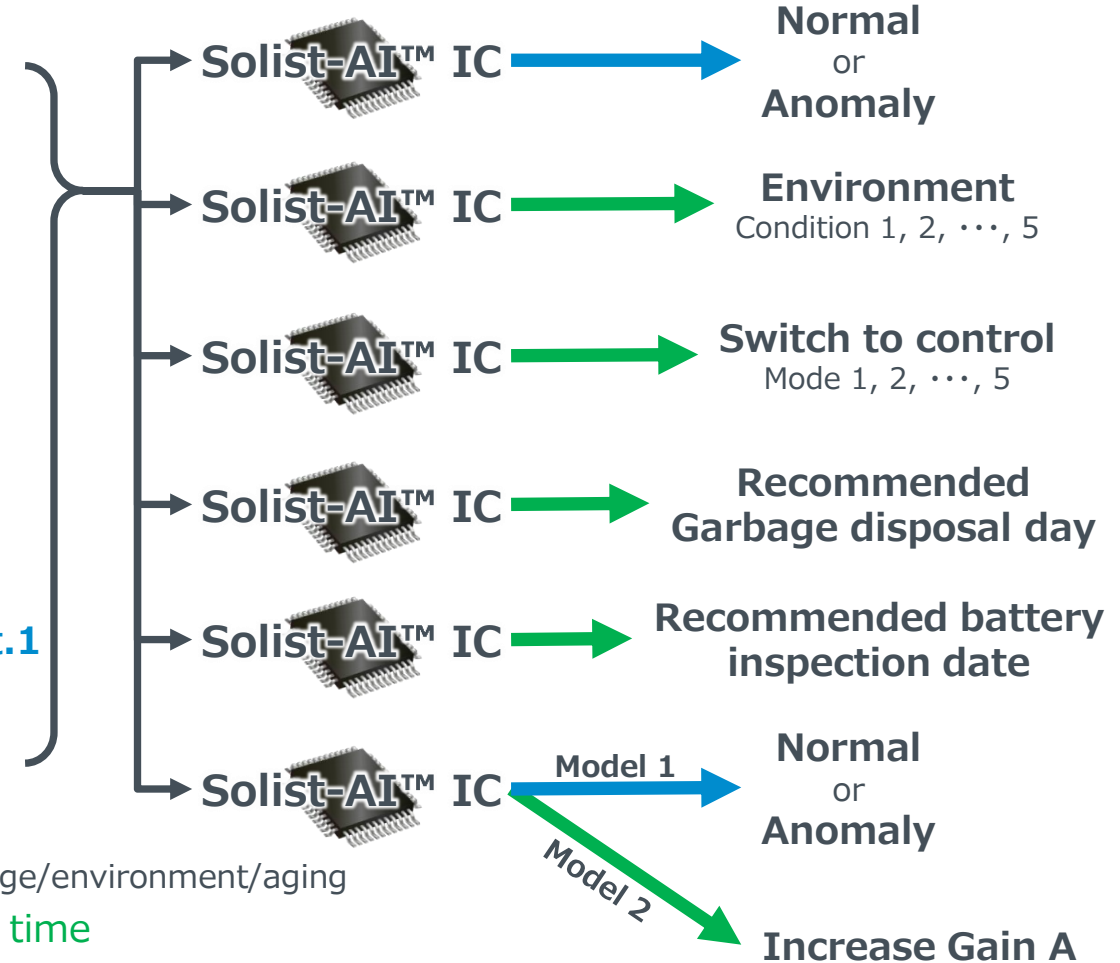 Solist-AI™ IC
Normal
or
Anomaly
Solist-AI™ IC
Environment
Condition 1, 2, ･･･, 5
Solist-AI™ IC
Switch to control
Mode 1, 2, ･･･, 5
Solist-AI™ IC
Recommended
Garbage disposal day
.1
Solist-AI™ IC
Recommended battery
inspection date
Solist-AI™ IC
Model 1
Normal
or
Anomaly
Model 2
ge/environment/aging
time
Increase Gain A